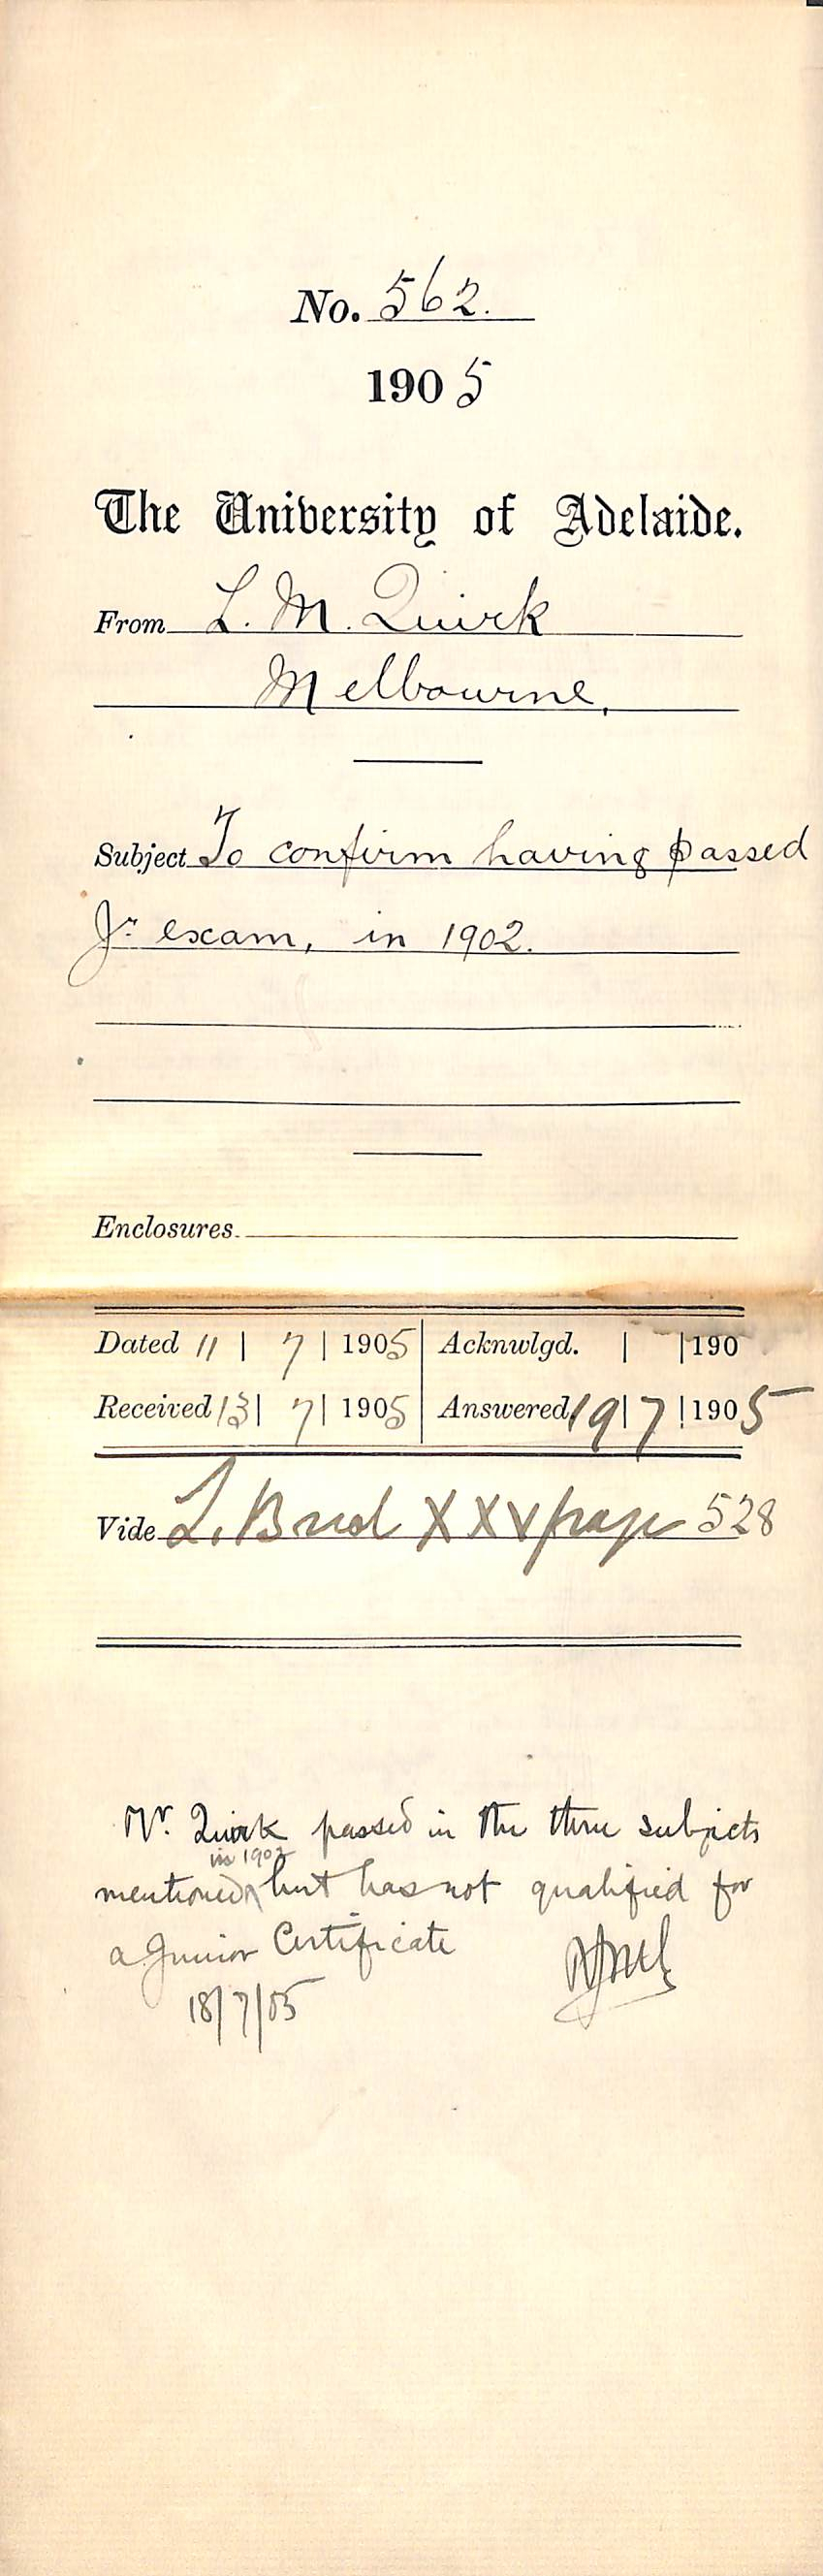 No. 562.
1905
The University of Adelaide.
From L. M. Quirk
Melbourne,
Subject To confirm having passed
Jr exam, in 1902.
Enclosures.
Dated 11 | 7 | 1905 Acknwlgd. | | 190
Received 13 | 7 | 1905 Answered 19 | 7 | 1905
Vide L. XXV page 528
Mr. Quirk passed in the three subjects
in 1902
mentioned but has not qualified for
a Junior Certificate
18/7/05